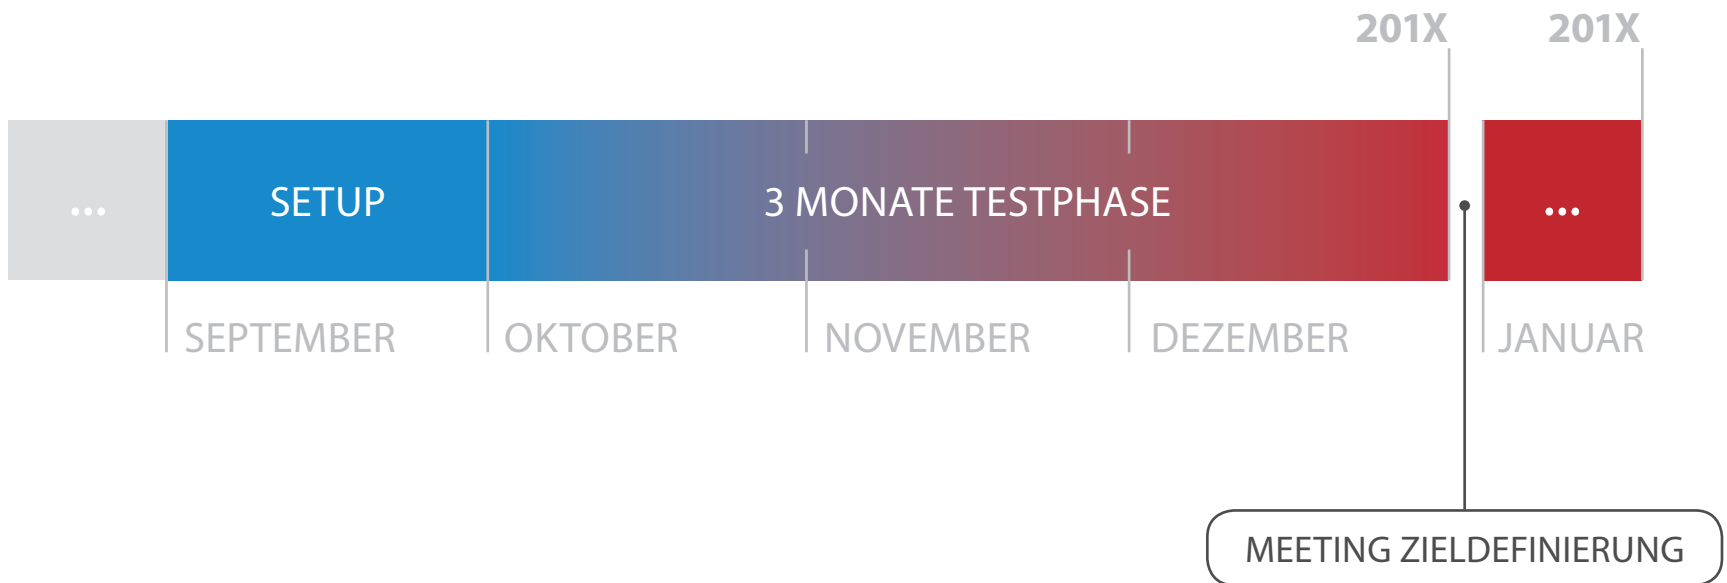 201X 201X
... SETUP 3 MONATE TESTPHASE ...
SEPTEMBER OKTOBER NOVEMBER DEZEMBER JANUAR
MEETING ZIELDEFINIERUNG